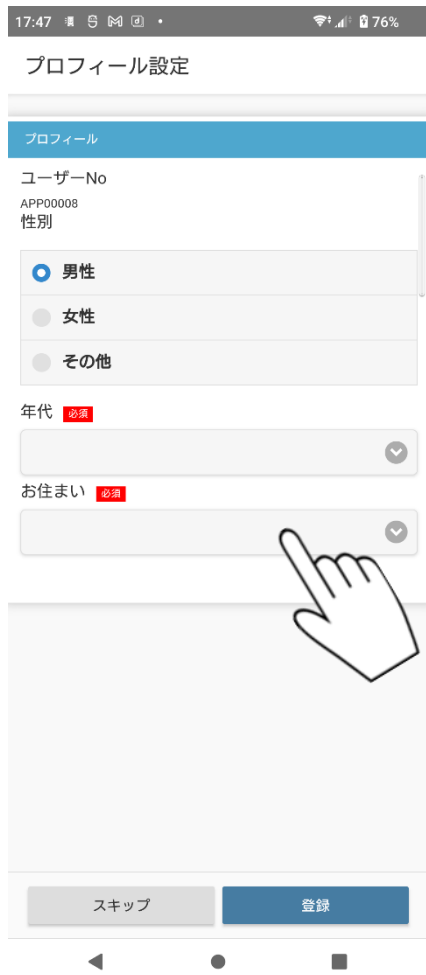 17:47 76%
プロフィール設定
プロフィール
ユーザーNo
APP00008
性別
男性
女性
その他
年代 必須
お住まい 必須
スキップ 登録